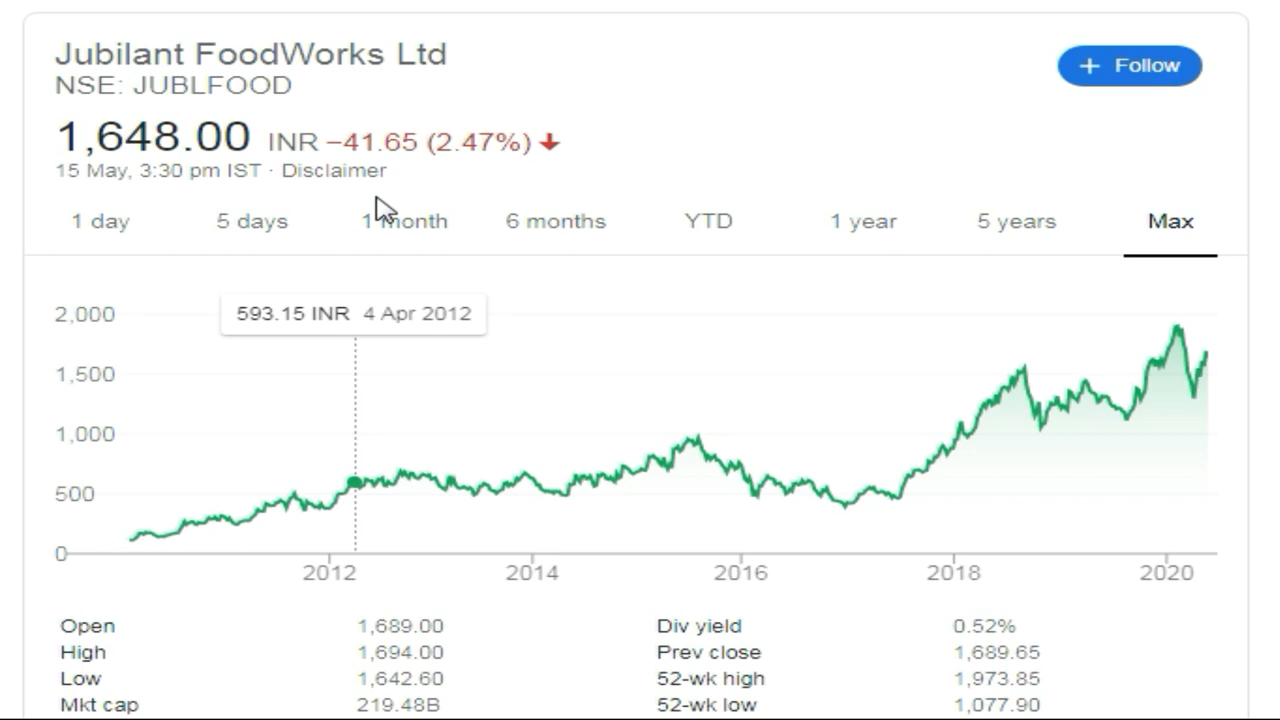 Jubilant FoodWorks Ltd
NSE: JUBLFOOD
+ Follow
1,648.00 INR −41.65 (2.47%)
15 May, 3:30 pm IST · Disclaimer
1 day 5 days 1 month 6 months YTD 1 year 5 years Max
593.15 INR 4 Apr 2012
2,000
1,500
1,000
500
0
2012 2014 2016 2018 2020
Open 1,689.00 Div yield 0.52%
High 1,694.00 Prev close 1,689.65
Low 1,642.60 52-wk high 1,973.85
Mkt cap 219.48B 52-wk low 1,077.90